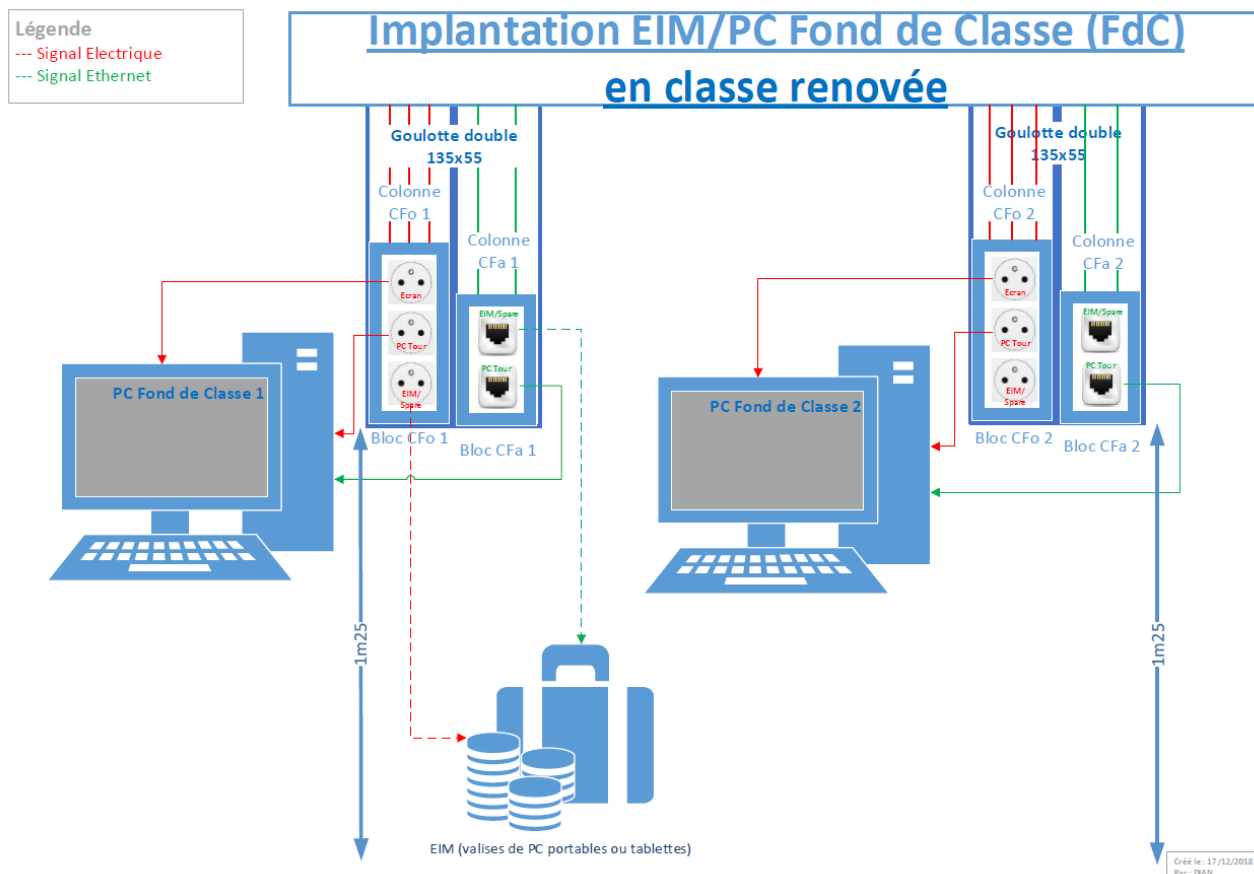 Légende
--- Signal Electrique
--- Signal Ethernet
Implantation EIM/PC Fond de Classe (FdC)
en classe renovée
Goulotte double
135x55
Colonne
CFo 1
Colonne
CFa 1
Ecran
PC Tour
EIM/
Spare
EIM/Spare
PC Tour
Bloc CFo 1
Bloc CFa 1
PC Fond de Classe 1
1m25
Goulotte double
135x55
Colonne
CFo 2
Colonne
CFa 2
Ecran
PC Tour
EIM/
Spare
EIM/Spare
PC Tour
Bloc CFo 2
Bloc CFa 2
PC Fond de Classe 2
1m25
EIM (valises de PC portables ou tablettes)
Créé le : 17/12/2018
Par : DIAN